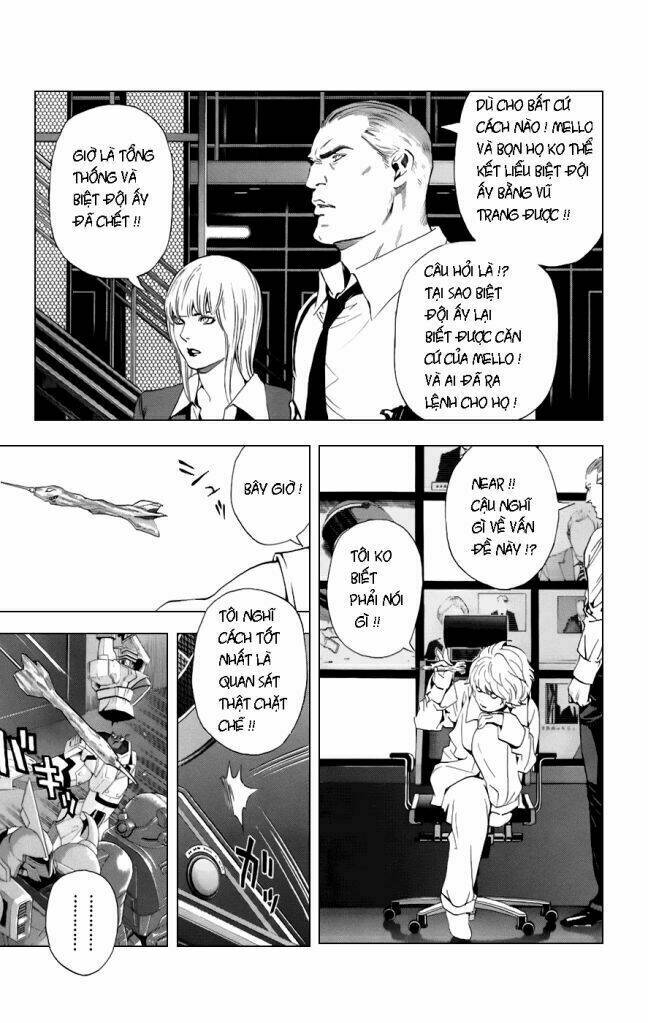 DÙ CHO BẤT CỨ
CÁCH NÀO! MELLO
VÀ BỌN HỌ KO THỂ
KẾT LIỄU BIỆT ĐỘI
ẤY BẰNG VŨ
TRANG ĐƯỢC!!
GIỜ LÀ TỔNG
THỐNG VÀ
BIỆT ĐỘI ẤY
ĐÃ CHẾT!!
CÂU HỎI LÀ!?
TẠI SAO BIỆT
ĐỘI ẤY LẠI
BIẾT ĐƯỢC CĂN
CỨ CỦA MELLO!
VÀ AI ĐÃ RA
LỆNH CHO HỌ!
NEAR!!
CẬU NGHĨ
GÌ VỀ VẤN
ĐỀ NÀY!?
TÔI KO
BIẾT
PHẢI NÓI
GÌ!!
BÂY GIỜ!
TÔI NGHĨ
CÁCH TỐT
NHẤT LÀ
QUAN SÁT
THẬT CHẶT
CHẼ!!
ガッ